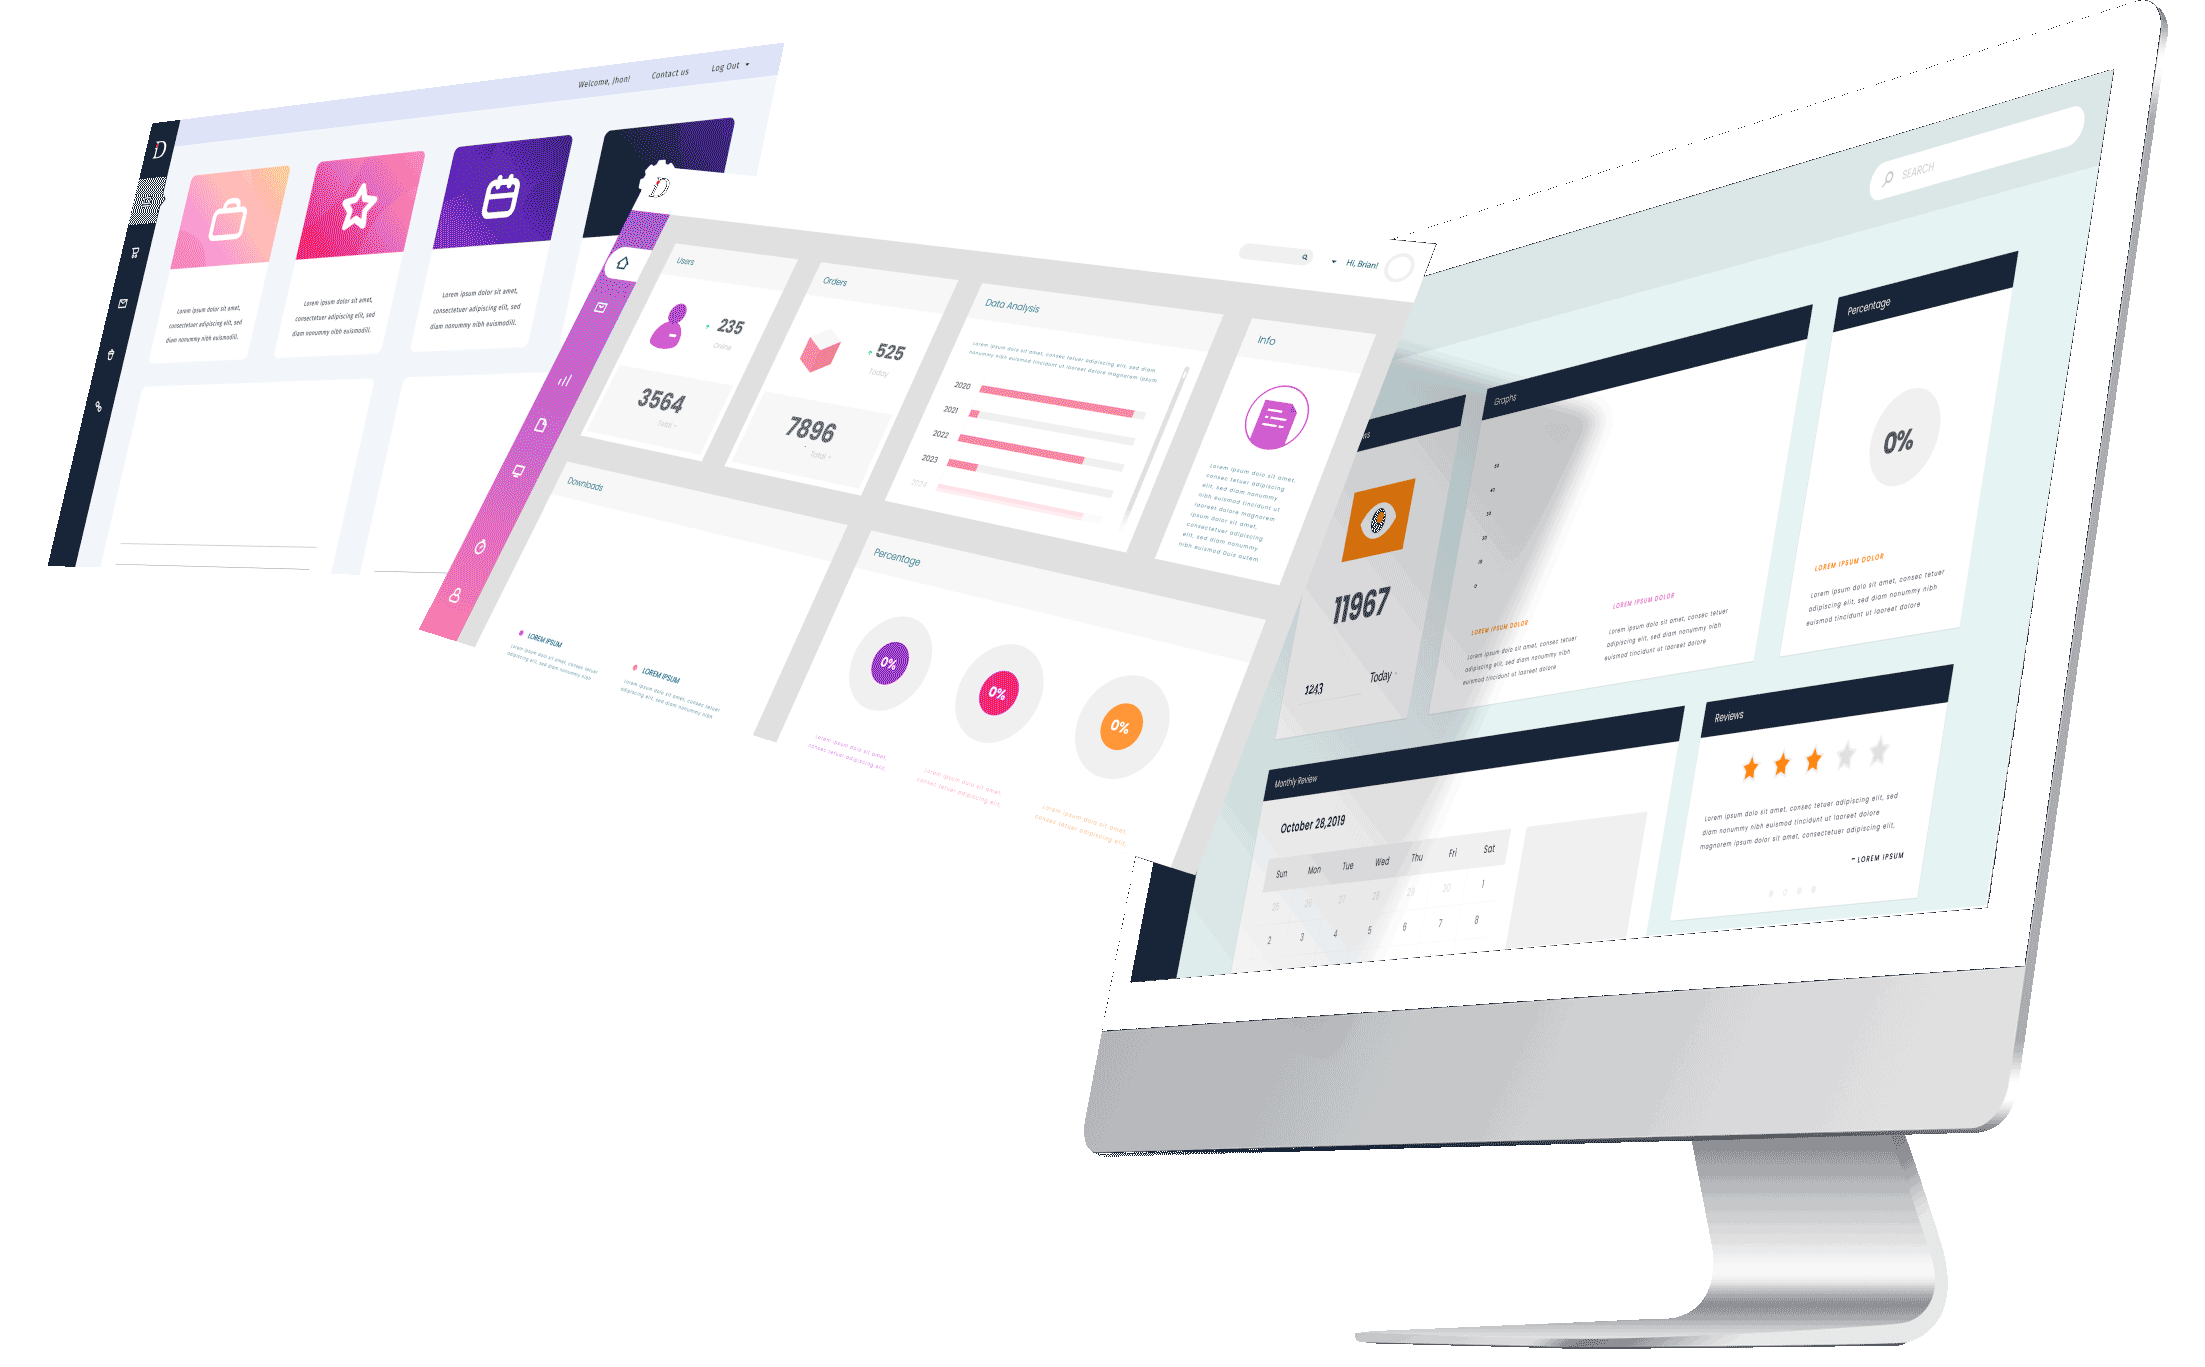 Welcome, Jhon!
Contact us
Log Out
D
Lorem ipsum dolor sit amet,
consectetuer adipiscing elit, sed
diam nonummy nibh euismodill.
Lorem ipsum dolor sit amet,
consectetuer adipiscing elit, sed
diam nonummy nibh euismodill.
Lorem ipsum dolor sit amet,
consectetuer adipiscing elit, sed
diam nonummy nibh euismodill.
D
Hi, Brian!
Users
235
Online
3564
Total
Orders
525
Today
7896
Total
Data Analysis
Lorem ipsum dolo sit amet, consec tetuer adipiscing elit, sed diam
nonummy nibh euismod tincidunt ut laoreet dolore magnorem ipsum
2020
2021
2022
2023
2024
Info
Lorem ipsum dolo sit amet,
consec tetuer adipiscing
elit, sed diam nonummy
nibh euismod tincidunt ut
laoreet dolore magnorem
ipsum dolor sit amet,
consectetuer adipiscing
elit, sed diam nonummy
nibh euismod Duis autem
Downloads
LOREM IPSUM
Lorem ipsum dolo sit amet, consec tetuer
adipiscing elit, sed diam nonummy nibh
LOREM IPSUM
Lorem ipsum dolo sit amet, consec tetuer
adipiscing elit, sed diam nonummy nibh
Percentage
0%
0%
0%
Lorem ipsum dolo sit amet,
consec tetuer adipiscing elit.
Lorem ipsum dolo sit amet,
consec tetuer adipiscing elit.
Lorem ipsum dolo sit amet,
consec tetuer adipiscing elit.
SEARCH
11967
1243
Today
Graphs
50
40
30
20
10
0
LOREM IPSUM DOLOR
Lorem ipsum dolo sit amet, consec tetuer
adipiscing elit, sed diam nonummy nibh
euismod tincidunt ut laoreet dolore
LOREM IPSUM DOLOR
Lorem ipsum dolo sit amet, consec tetuer
adipiscing elit, sed diam nonummy nibh
euismod tincidunt ut laoreet dolore
Percentage
0%
LOREM IPSUM DOLOR
Lorem ipsum dolo sit amet, consec tetuer
adipiscing elit, sed diam nonummy nibh
euismod tincidunt ut laoreet dolore
Monthly Review
October 28,2019
Sun Mon Tue Wed Thu Fri Sat
25 26 27 28 29 30 1
2 3 4 5 6 7 8
Reviews
Lorem ipsum dolo sit amet, consec tetuer adipiscing elit, sed
diam nonummy nibh euismod tincidunt ut laoreet dolore
magnorem ipsum dolor sit amet, consectetuer adipiscing elit,
– LOREM IPSUM